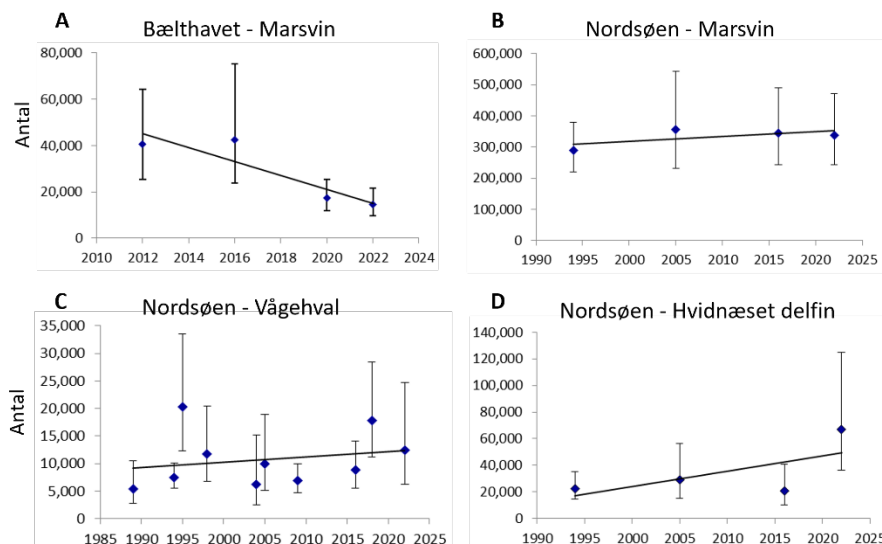 A
Bælthavet - Marsvin
Antal
80,000
60,000
40,000
20,000
0
2010 2012 2014 2016 2018 2020 2022 2024
B
Nordsøen - Marsvin
600,000
500,000
400,000
300,000
200,000
100,000
0
1990 1995 2000 2005 2010 2015 2020 2025
C
Nordsøen - Vågehval
Antal
35,000
30,000
25,000
20,000
15,000
10,000
5,000
0
1985 1990 1995 2000 2005 2010 2015 2020 2025
D
Nordsøen - Hvidnæset delfin
140,000
120,000
100,000
80,000
60,000
40,000
20,000
0
1990 1995 2000 2005 2010 2015 2020 2025